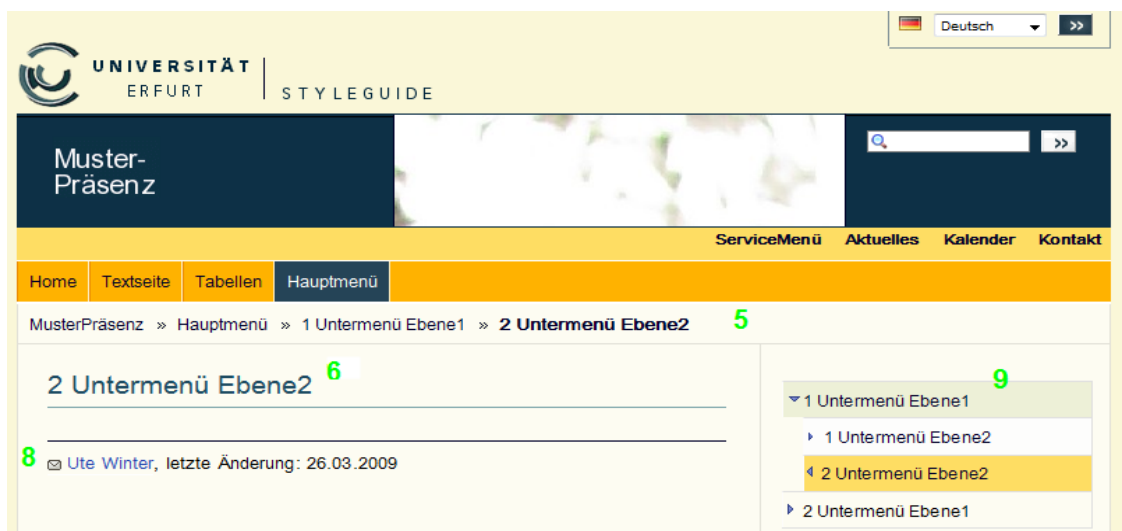 Deutsch >>
UNIVERSITÄT
ERFURT
STYLEGUIDE
Muster-
Präsenz
>>
ServiceMenü Aktuelles Kalender Kontakt
Home Textseite Tabellen Hauptmenü
MusterPräsenz » Hauptmenü » 1 Untermenü Ebene1 » 2 Untermenü Ebene2 5
2 Untermenü Ebene2 6
8 Ute Winter, letzte Änderung: 26.03.2009
9
1 Untermenü Ebene1
1 Untermenü Ebene2
2 Untermenü Ebene2
2 Untermenü Ebene1